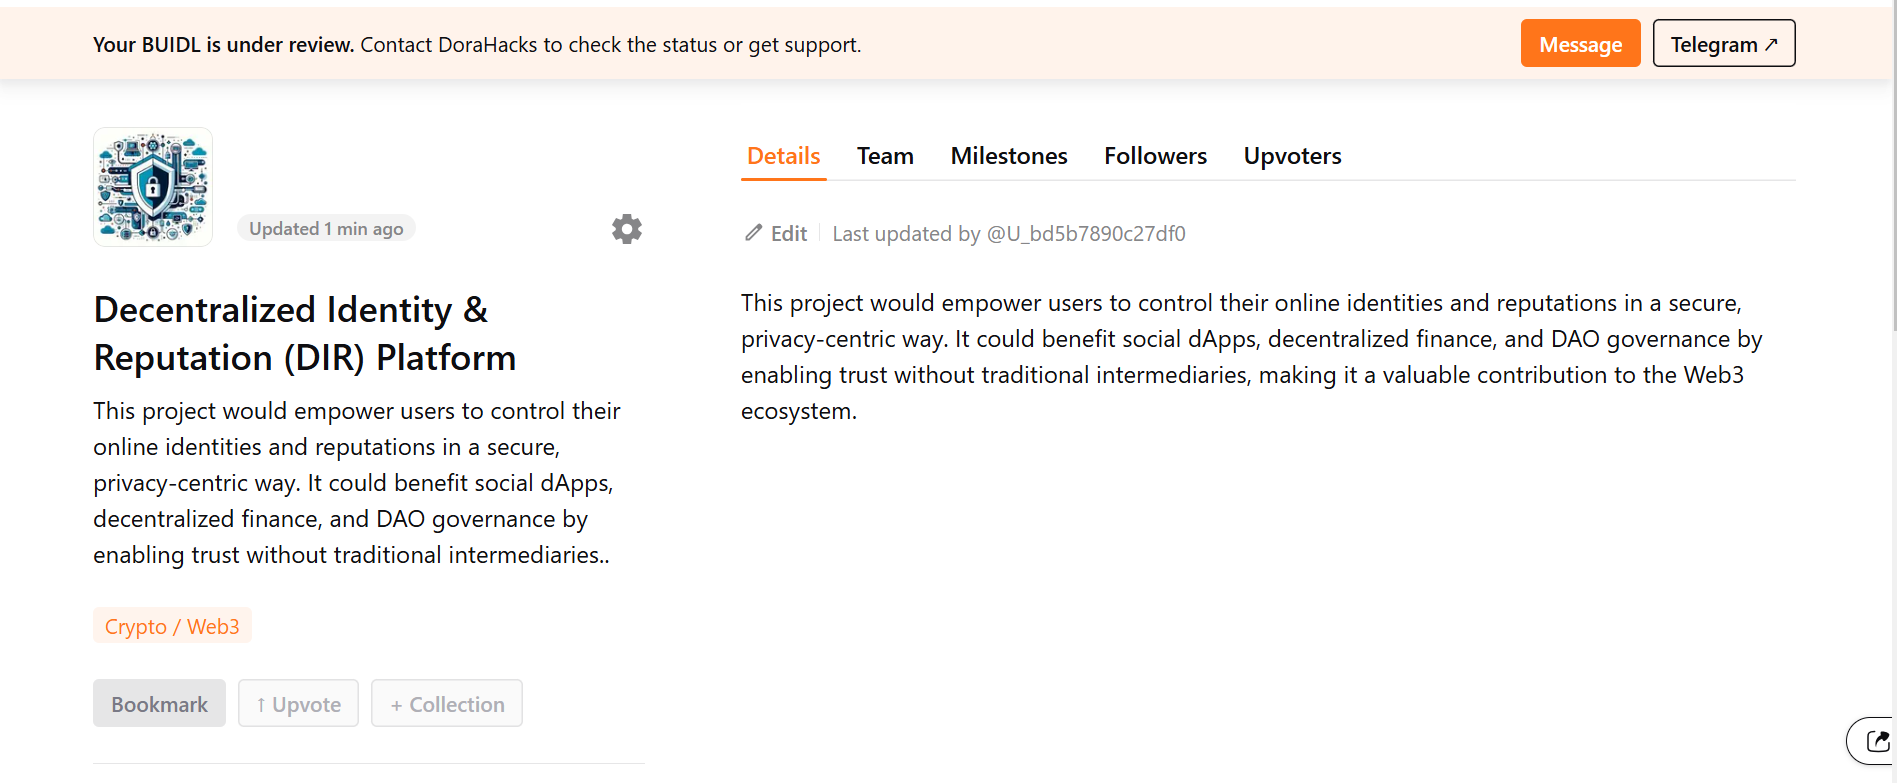 Your BUIDL is under review. Contact DoraHacks to check the status or get support.
Message
Telegram ↗
Updated 1 min ago
Decentralized Identity &
Reputation (DIR) Platform
This project would empower users to control their
online identities and reputations in a secure,
privacy-centric way. It could benefit social dApps,
decentralized finance, and DAO governance by
enabling trust without traditional intermediaries..
Crypto / Web3
Bookmark
↑ Upvote
+ Collection
Details
Team
Milestones
Followers
Upvoters
Edit
Last updated by @U_bd5b7890c27df0
This project would empower users to control their online identities and reputations in a secure,
privacy-centric way. It could benefit social dApps, decentralized finance, and DAO governance by
enabling trust without traditional intermediaries, making it a valuable contribution to the Web3
ecosystem.